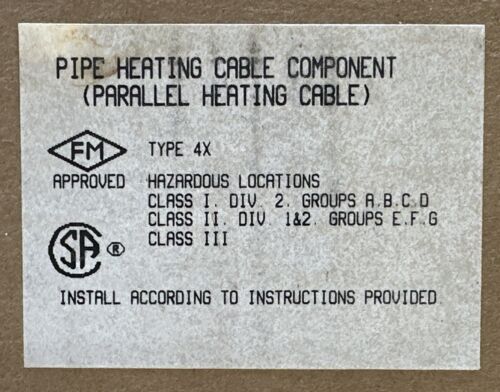 PIPE HEATING CABLE COMPONENT
(PARALLEL HEATING CABLE)
FM
APPROVED
TYPE 4X
HAZARDOUS LOCATIONS
CLASS I. DIV. 2. GROUPS A.B.C.D
CLASS II. DIV. 1&2. GROUPS E.F.G
CLASS III
SA ®
INSTALL ACCORDING TO INSTRUCTIONS PROVIDED